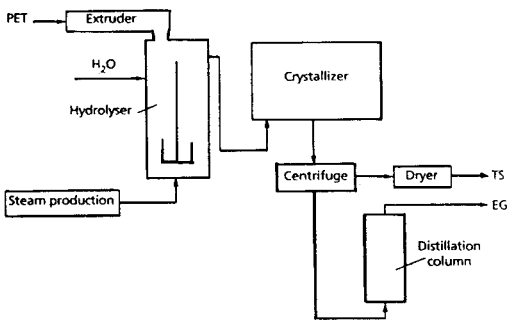 PET
Extruder
H₂O
Hydrolyser
Crystallizer
Centrifuge
Dryer
TS
Steam production
EG
Distillation
column